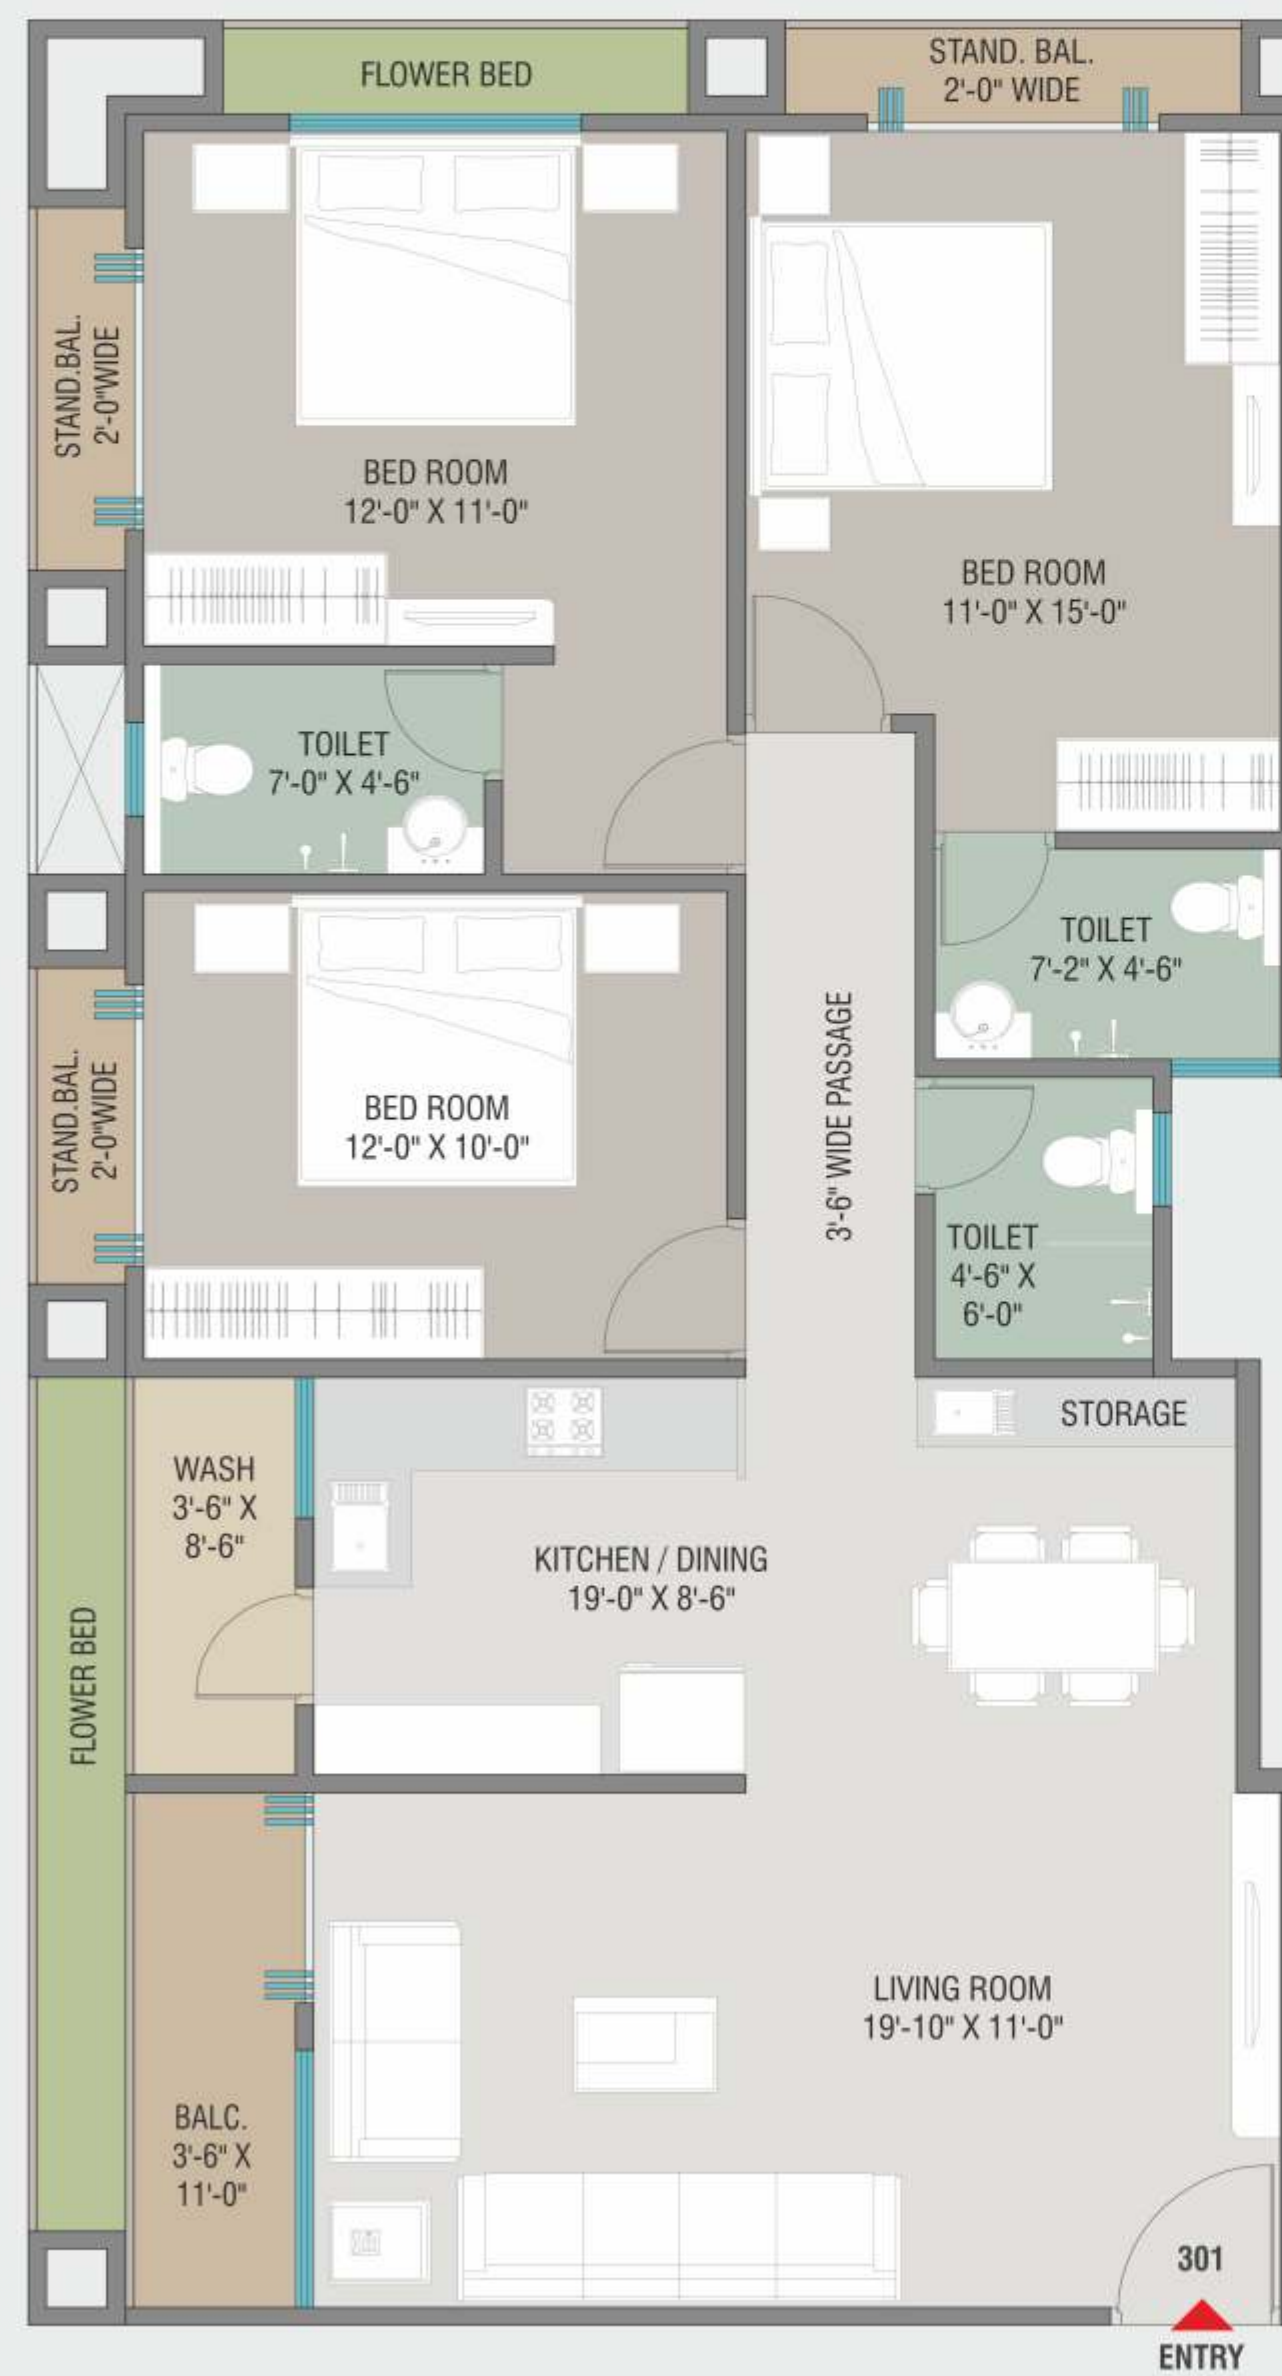 FLOWER BED
STAND. BAL.
2'-0" WIDE
STAND.BAL.
2'-0"WIDE
BED ROOM
12'-0" X 11'-0"
BED ROOM
11'-0" X 15'-0"
TOILET
7'-0" X 4'-6"
TOILET
7'-2" X 4'-6"
STAND.BAL.
2'-0"WIDE
BED ROOM
12'-0" X 10'-0"
3'-6" WIDE PASSAGE
TOILET
4'-6" X
6'-0"
STORAGE
WASH
3'-6" X
8'-6"
KITCHEN / DINING
19'-0" X 8'-6"
FLOWER BED
LIVING ROOM
19'-10" X 11'-0"
BALC.
3'-6" X
11'-0"
301
ENTRY